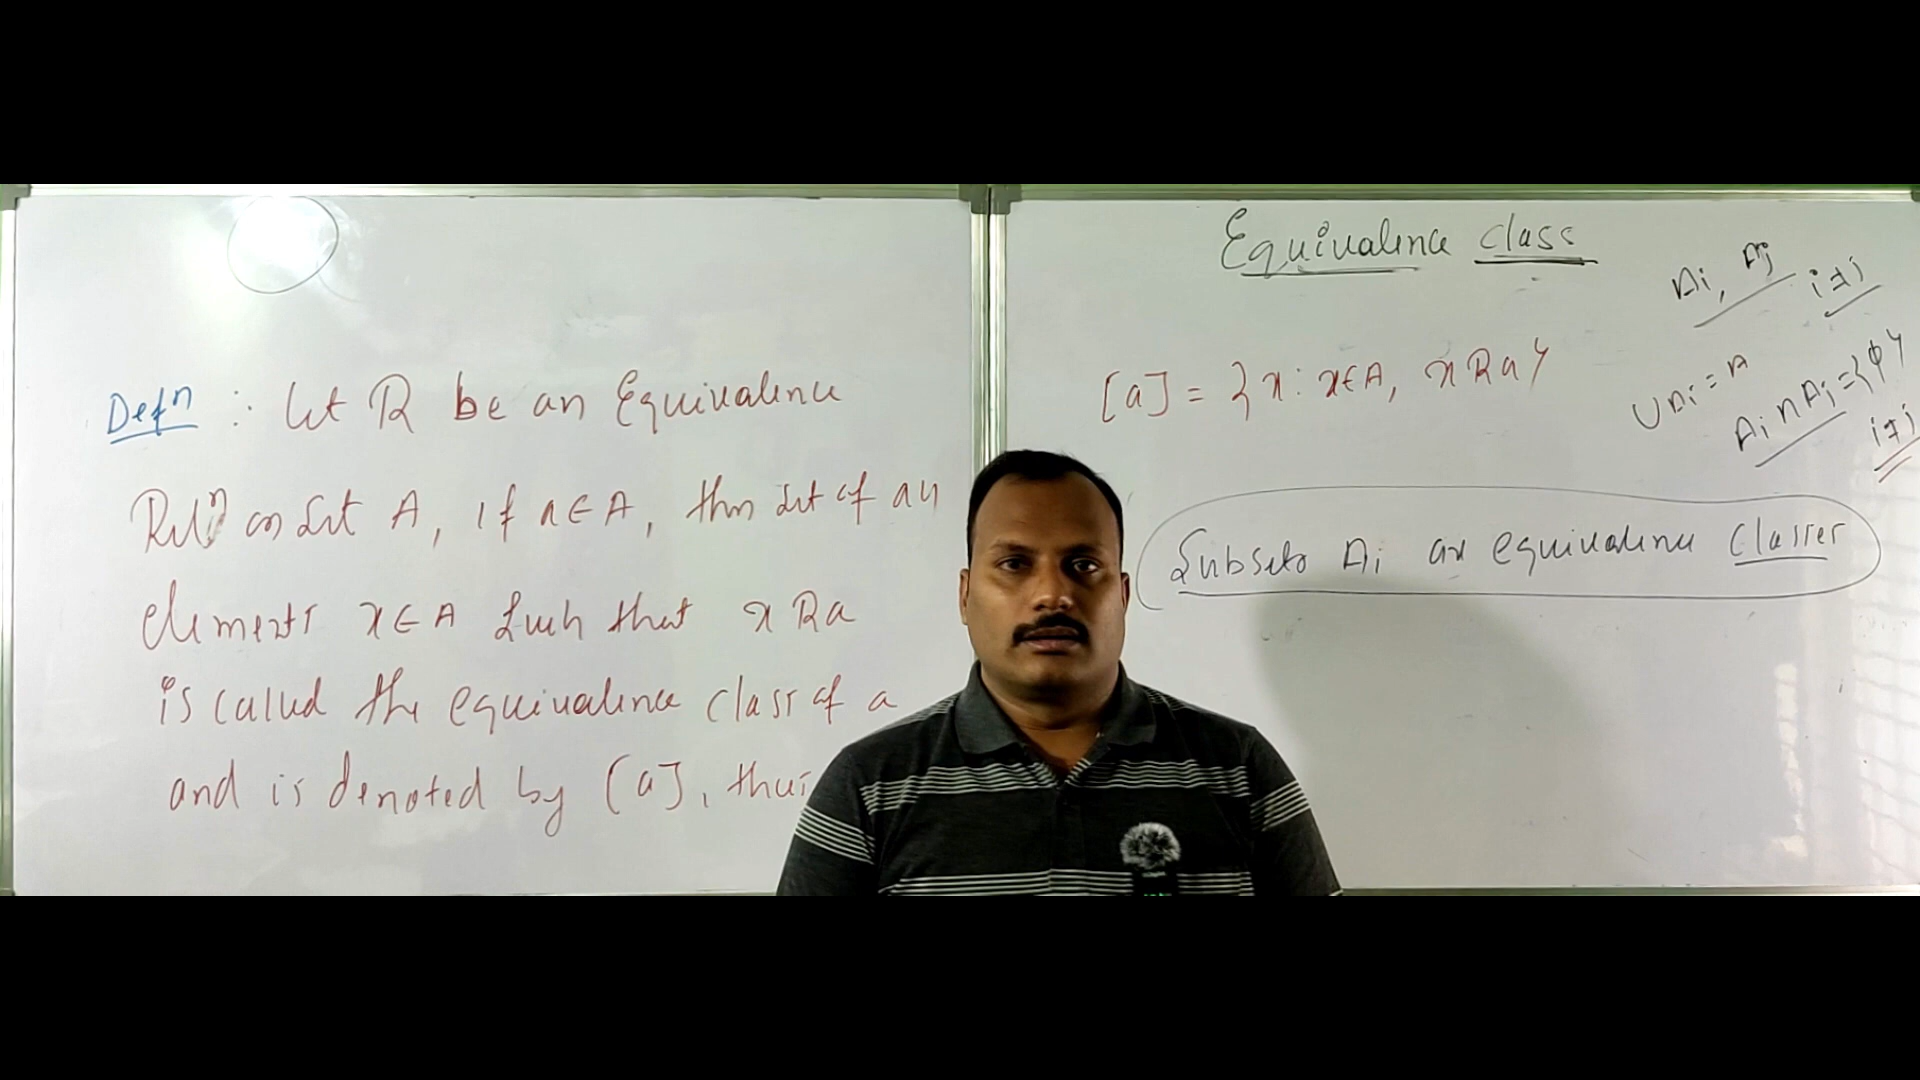 Defn : Let R be an Equivalence
Reln on set A, if a ∈ A, then set of all
elements x ∈ A such that x R a
is called the equivalence class of a
and is denoted by [a], thus
Equivalence class
[a] = {x : x ∈ A, x R a}
Ai, Aj i ≠ j
∪ Ai = A
Ai ∩ Aj = {φ}
i ≠ j
Subsets Ai are equivalence classes